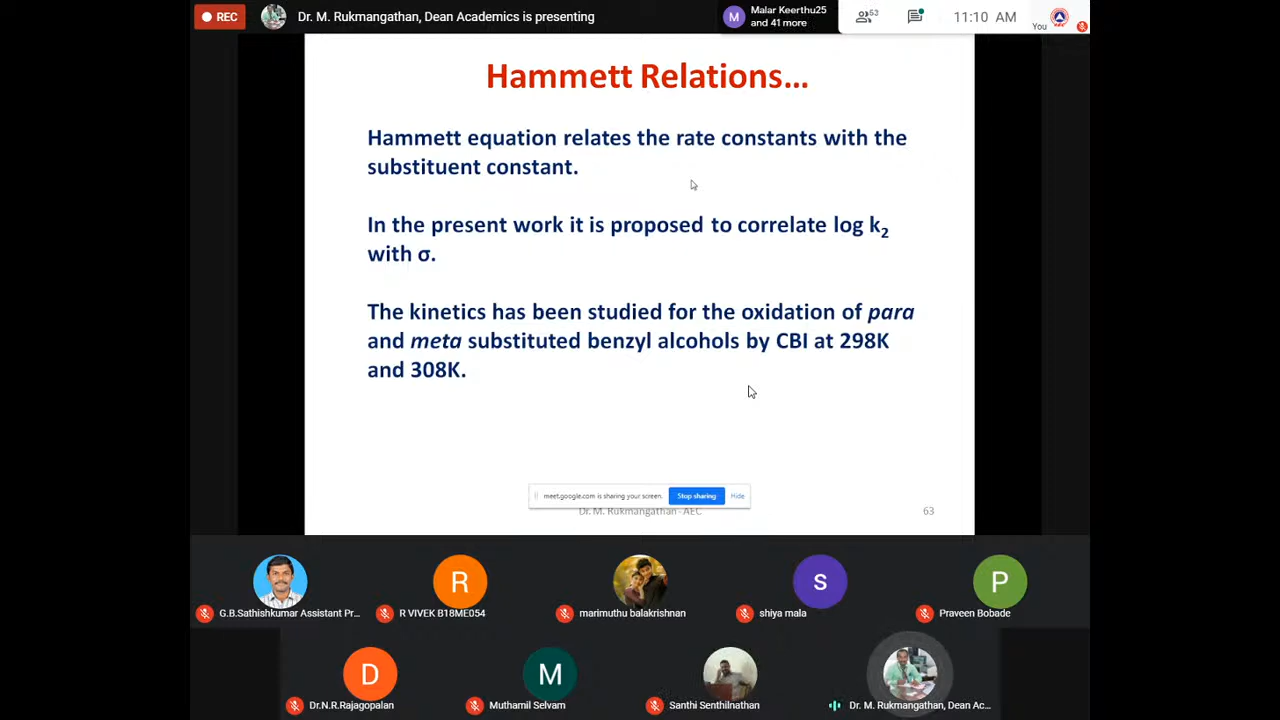 REC
Dr. M. Rukmangathan, Dean Academics is presenting
M
Malar Keerthu25
and 41 more
53
11:10 AM
You
Hammett Relations…
Hammett equation relates the rate constants with the
substituent constant.
In the present work it is proposed to correlate log k₂
with σ.
The kinetics has been studied for the oxidation of para
and meta substituted benzyl alcohols by CBI at 298K
and 308K.
meet.google.com is sharing your screen.
Stop sharing
Hide
Dr. M. Rukmangathan - AEC
63
R
s
P
G.B.Sathishkumar Assistant Pr...
R VIVEK B18ME054
marimuthu balakrishnan
shiya mala
Praveen Bobade
D
M
Dr.N.R.Rajagopalan
Muthamil Selvam
Santhi Senthilnathan
Dr. M. Rukmangathan, Dean Ac...